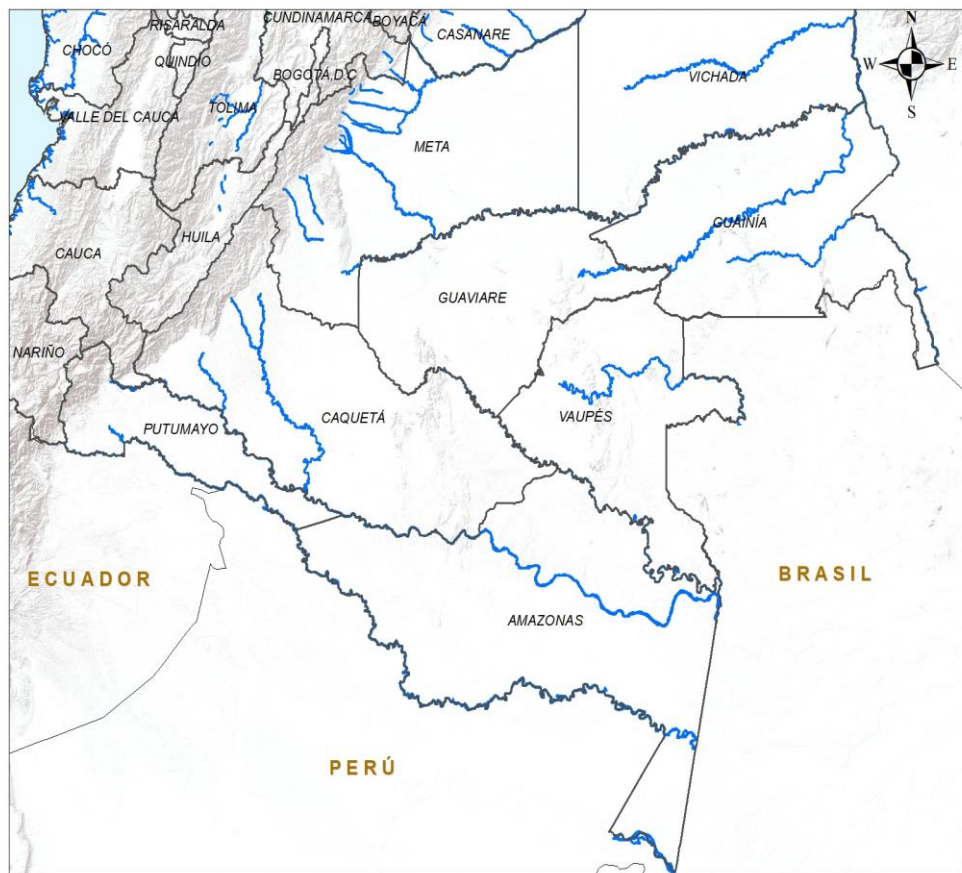 CUNDINAMARCA
BOYACÁ
RISARALDA
CASANARE
N
CHOCÓ
QUINDIO
BOGOTÁ,D.C
W
E
VICHADA
S
TOLIMA
VALLE DEL CAUCA
META
GUAINÍA
HUILA
CAUCA
GUAVIARE
NARIÑO
CAQUETÁ
VAUPÉS
PUTUMAYO
ECUADOR
BRASIL
AMAZONAS
PERÚ